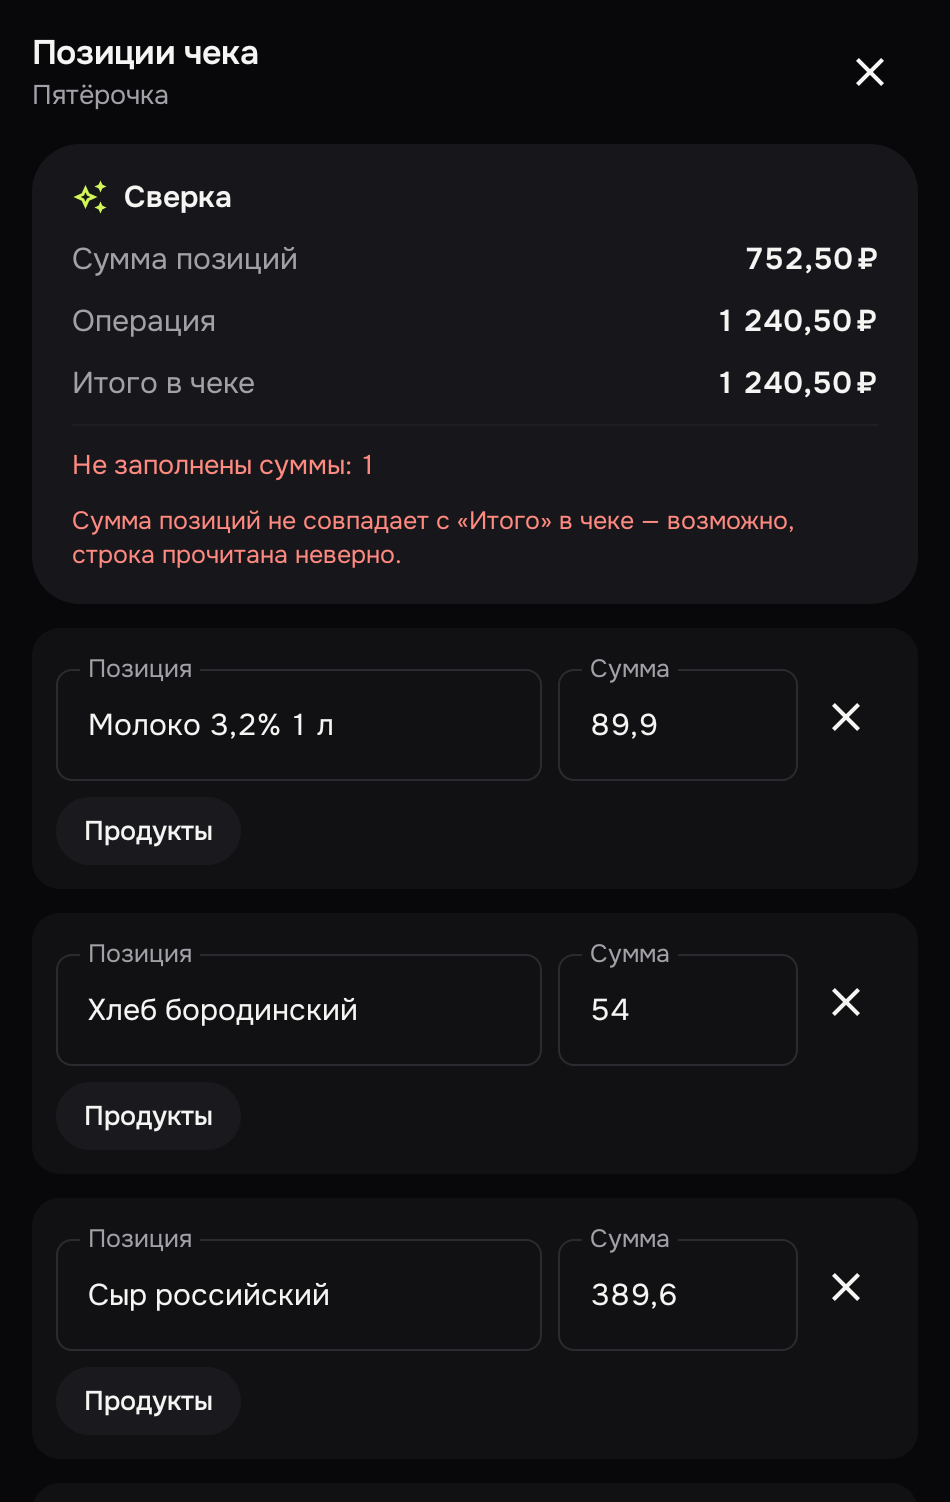 Позиции чека
Пятёрочка
Сверка
Сумма позиций 752,50 ₽
Операция 1 240,50 ₽
Итого в чеке 1 240,50 ₽
Не заполнены суммы: 1
Сумма позиций не совпадает с «Итого» в чеке — возможно,
строка прочитана неверно.
Позиция Сумма
Молоко 3,2% 1 л 89,9
Продукты
Позиция Сумма
Хлеб бородинский 54
Продукты
Позиция Сумма
Сыр российский 389,6
Продукты